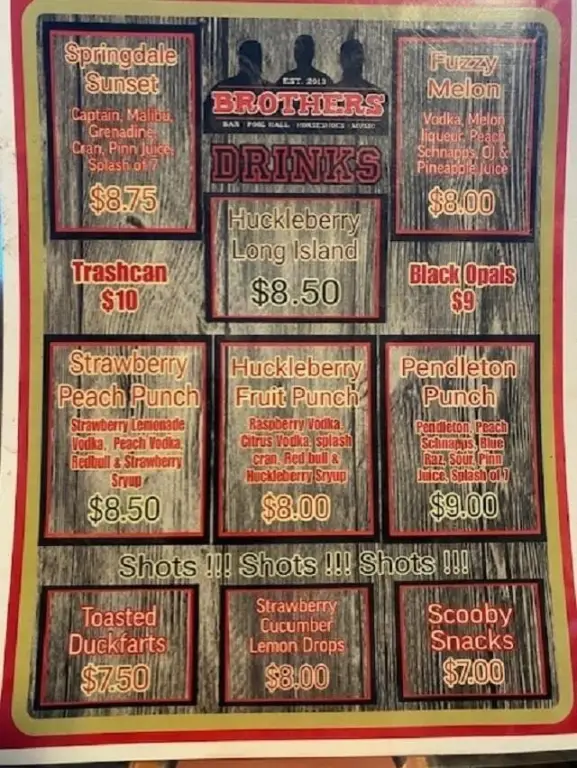 Springdale
Sunset
Captain, Malibu,
Grenadine,
Cran, Pinn Juice,
Splash of 7
$8.75
EST. 2013
BROTHERS
BAR | POOL HALL | HORSESHOES | MUSIC
DRINKS
Fuzzy
Melon
Vodka, Melon
liqueur, Peach
Schnapps, OJ &
Pineapple Juice
$8.00
Huckleberry
Long Island
$8.50
Trashcan
$10
Black Opals
$9
Strawberry
Peach Punch
Strawberry Lemonade
Vodka, Peach Vodka,
Redbull & Strawberry
Sryup
$8.50
Huckleberry
Fruit Punch
Raspberry Vodka,
Citrus Vodka, splash
cran, Red bull &
Huckleberry Sryup
$8.00
Pendleton
Punch
Pendleton, Peach
Schnapps, Blue
Raz, Sour, Pinn
Juice, Splash of 7
$9.00
Shots !!! Shots !!! Shots !!!
Toasted
Duckfarts
$7.50
Strawberry
Cucumber
Lemon Drops
$8.00
Scooby
Snacks
$7.00